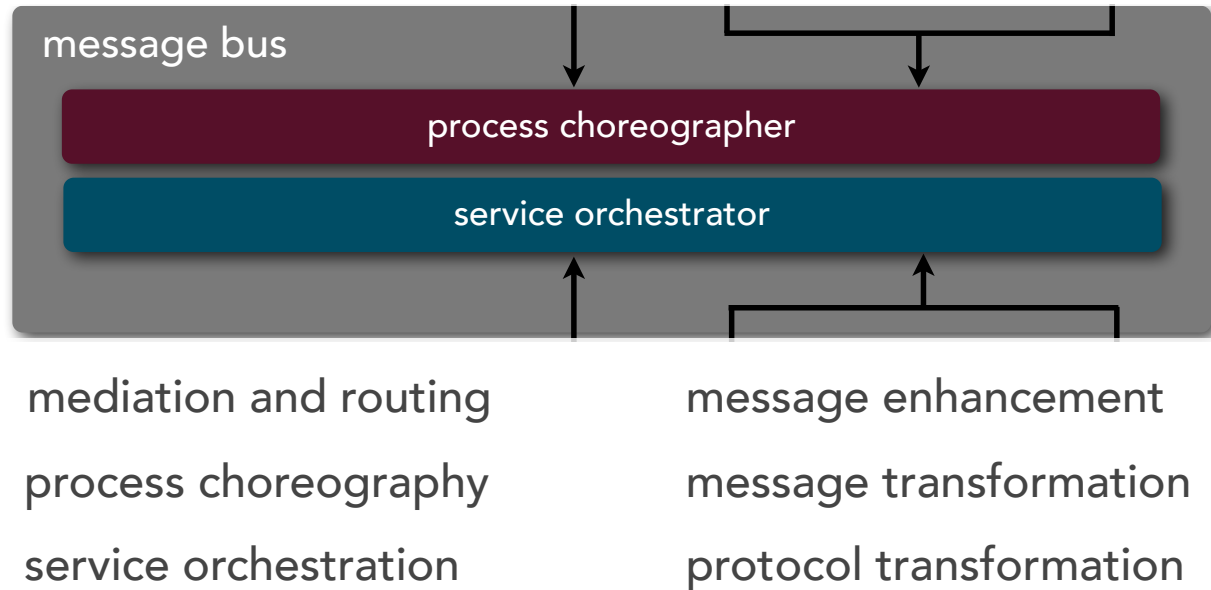 message bus
process choreographer
service orchestrator
mediation and routing
process choreography
service orchestration
message enhancement
message transformation
protocol transformation